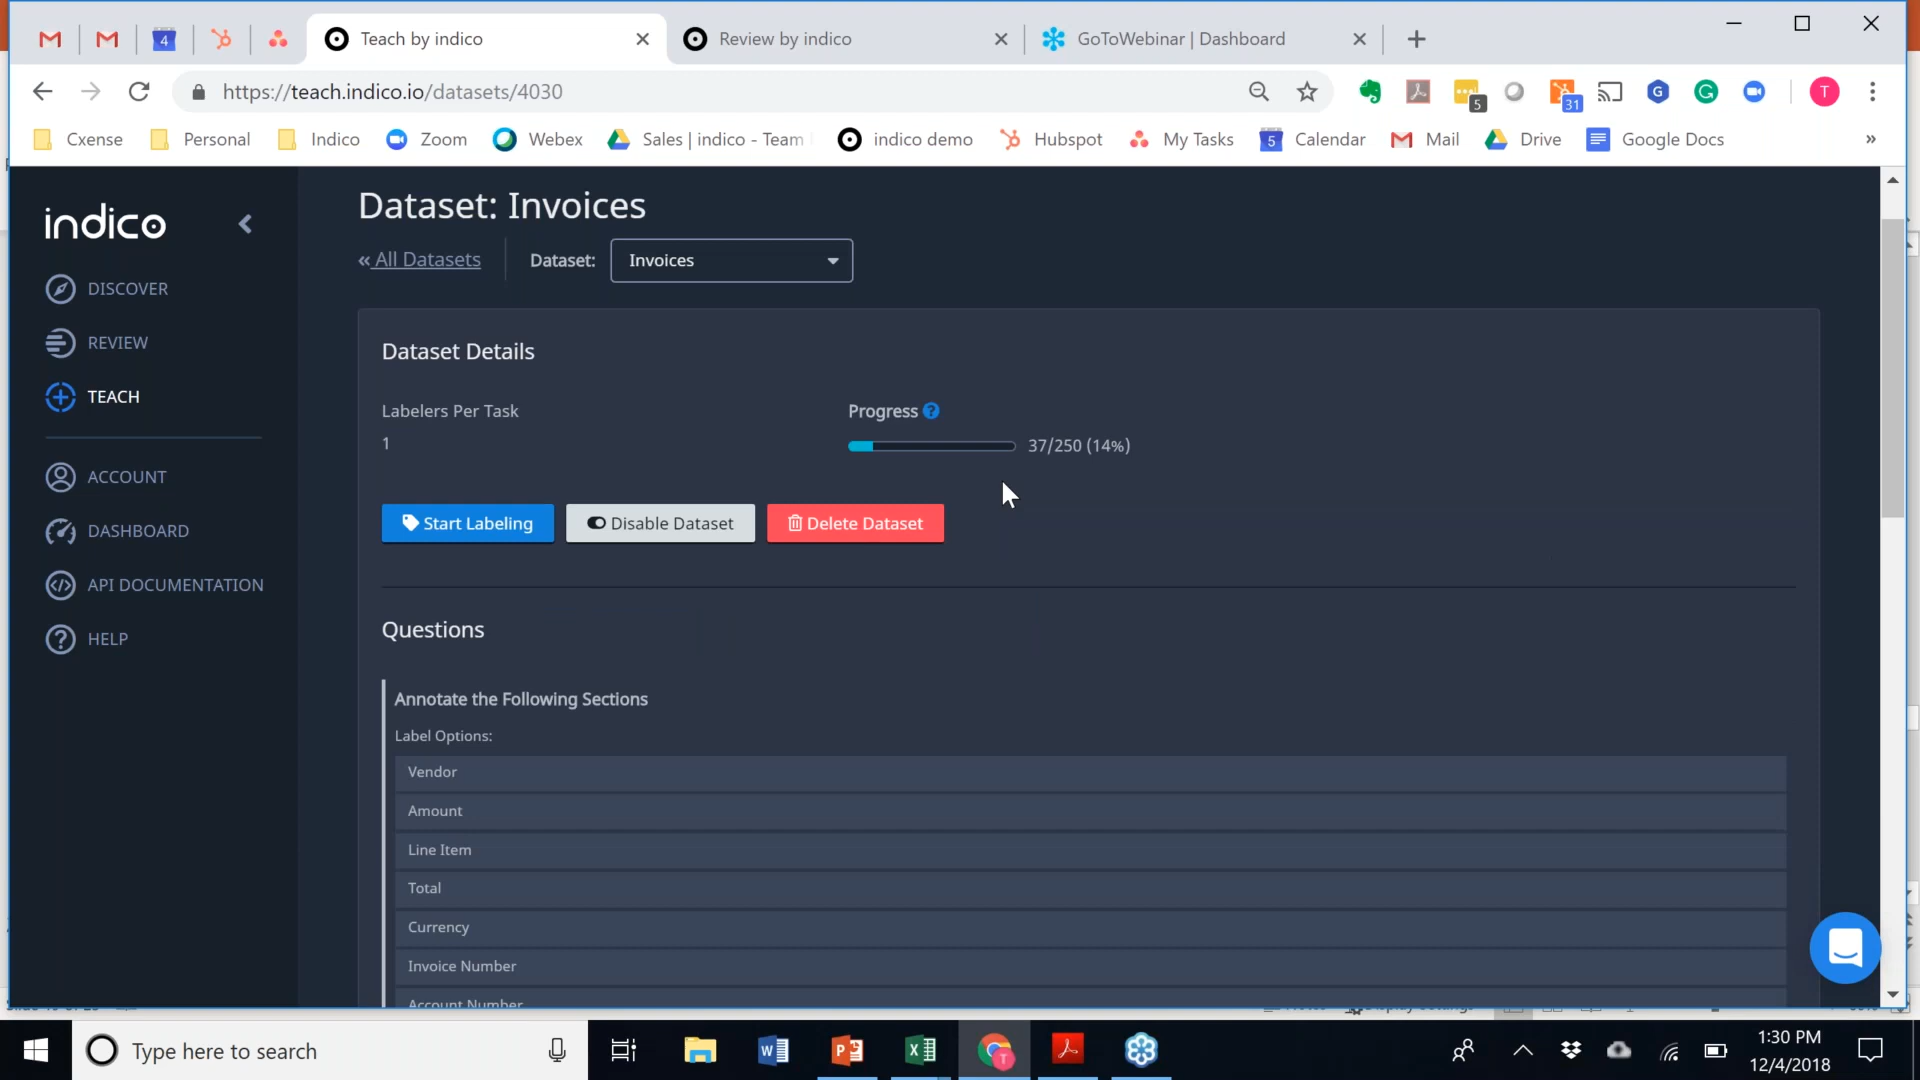 4
Teach by indico
Review by indico
GoToWebinar | Dashboard
https://teach.indico.io/datasets/4030
5
31
G
T
Cxense
Personal
Indico
Zoom
Webex
Sales | indico - Team
indico demo
Hubspot
My Tasks
5
Calendar
Mail
Drive
Google Docs
»
indico
DISCOVER
REVIEW
TEACH
ACCOUNT
DASHBOARD
API DOCUMENTATION
HELP
Dataset: Invoices
« All Datasets
Dataset:
Invoices
Dataset Details
Labelers Per Task
1
Progress ?
37/250 (14%)
Start Labeling
Disable Dataset
Delete Dataset
Questions
Annotate the Following Sections
Label Options:
Vendor
Amount
Line Item
Total
Currency
Invoice Number
Account Number
Type here to search
1:30 PM
12/4/2018